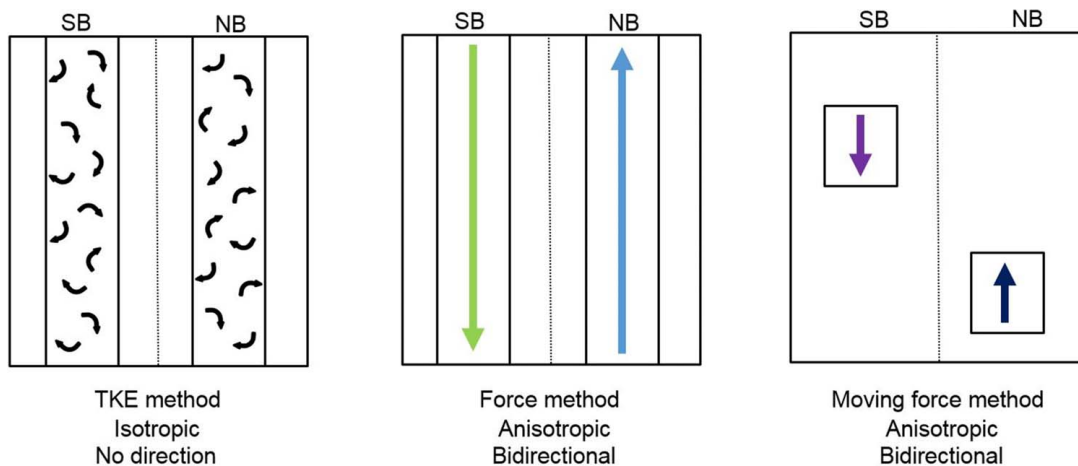 SB NB
SB NB
SB NB
TKE method
Isotropic
No direction
Force method
Anisotropic
Bidirectional
Moving force method
Anisotropic
Bidirectional